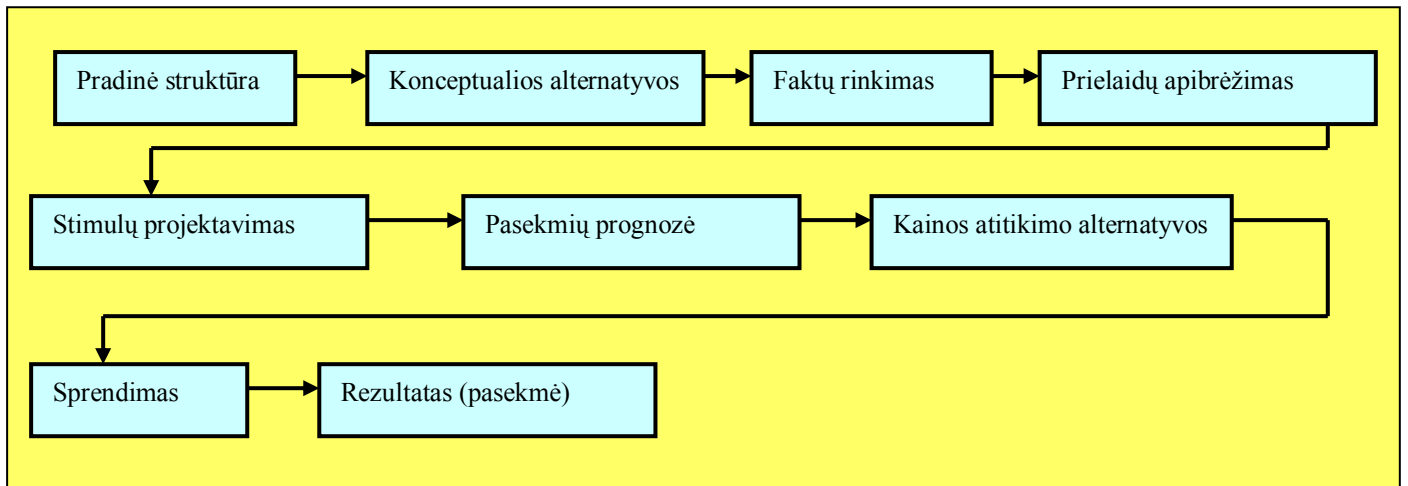 Pradinė struktūra
Konceptualios alternatyvos
Faktų rinkimas
Prielaidų apibrėžimas
Stimulų projektavimas
Pasekmių prognozė
Kainos atitikimo alternatyvos
Sprendimas
Rezultatas (pasekmė)